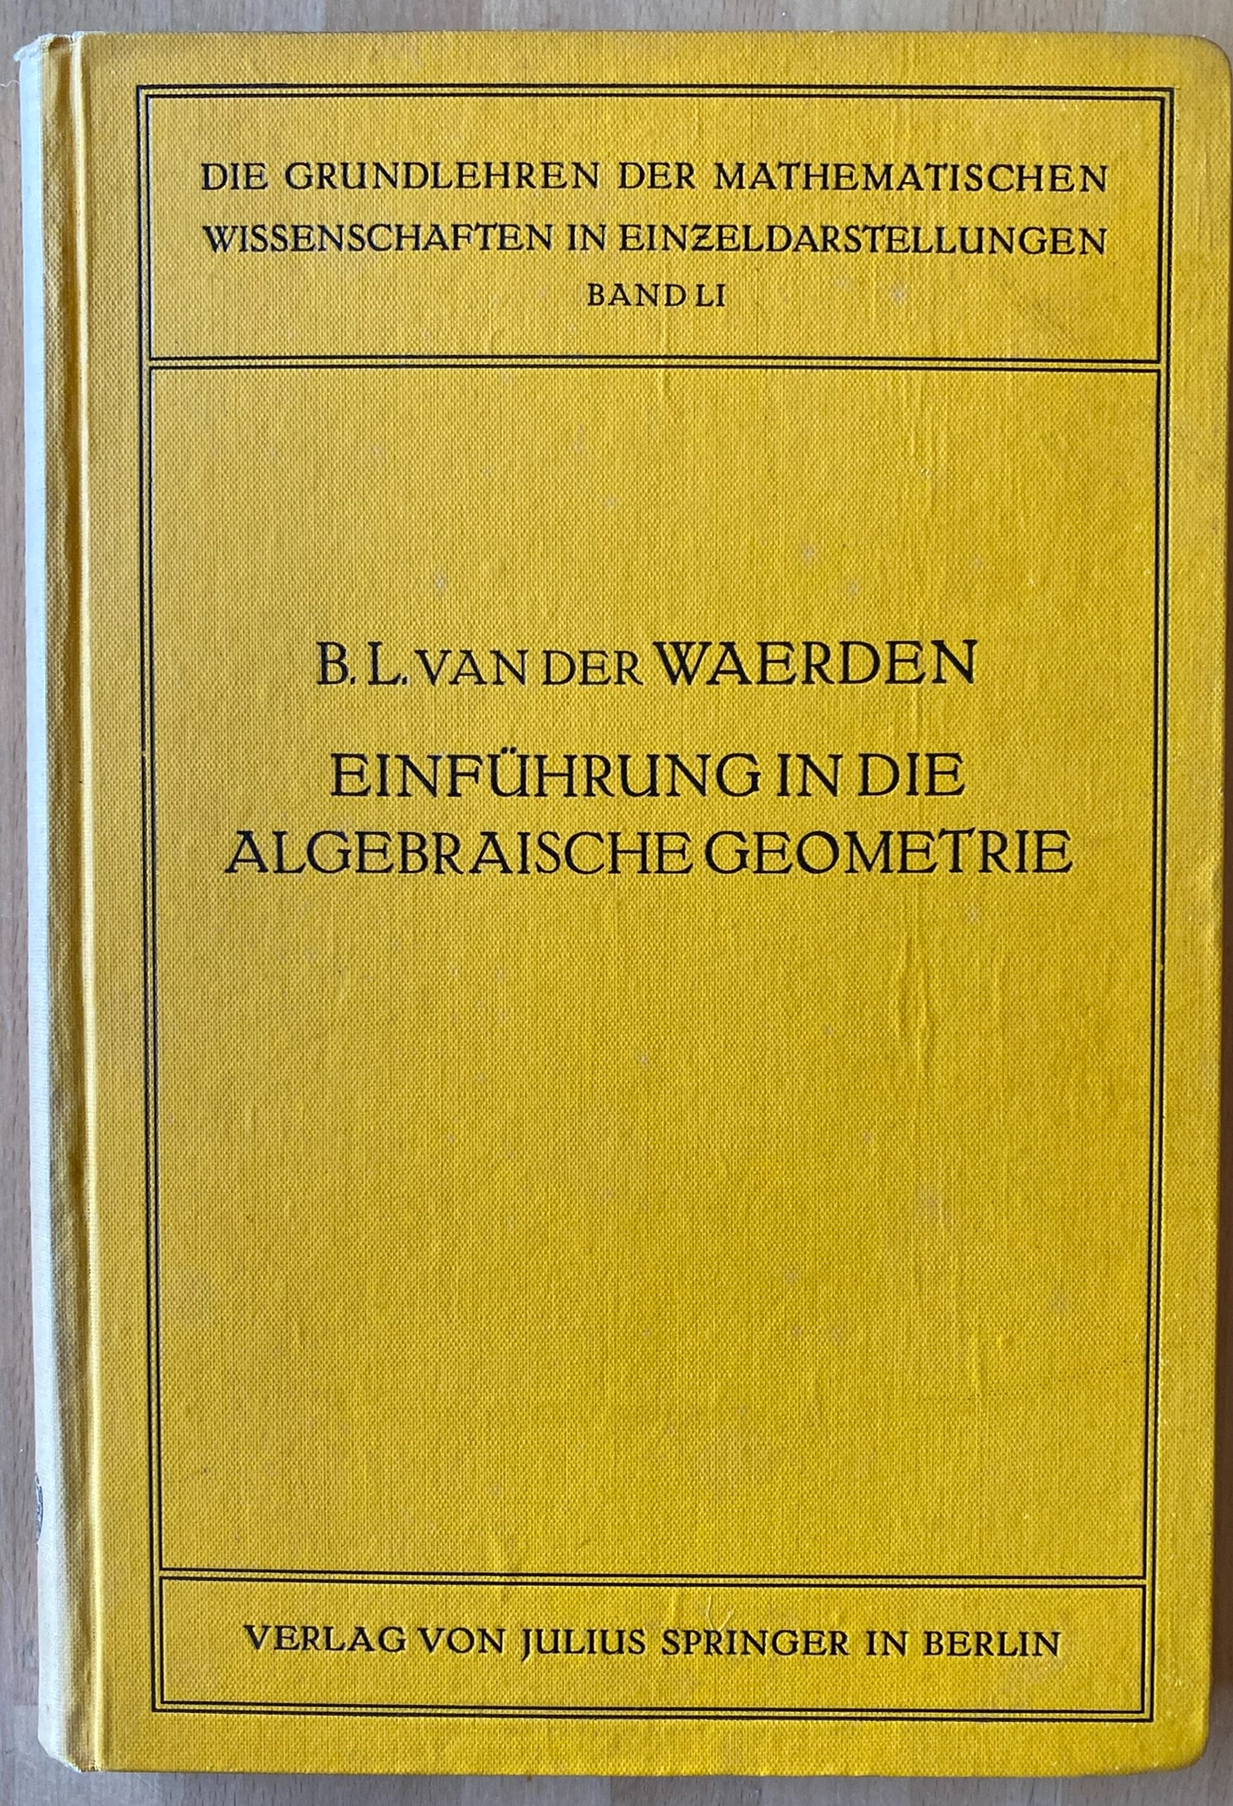 DIE GRUNDLEHREN DER MATHEMATISCHEN
WISSENSCHAFTEN IN EINZELDARSTELLUNGEN
BAND LI
B. L. VAN DER WAERDEN
EINFÜHRUNG IN DIE
ALGEBRAISCHE GEOMETRIE
VERLAG VON JULIUS SPRINGER IN BERLIN